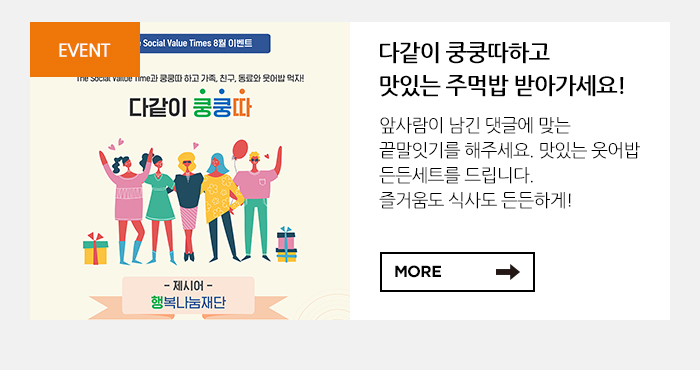 EVENT
Social Value Times 8월 이벤트
The Social Vallue Time과 쿵쿵따 하고 가족, 친구, 동료와 웃어밥 먹자!
다같이 쿵쿵따
- 제시어 -
행복나눔재단
다같이 쿵쿵따하고
맛있는 주먹밥 받아가세요!
앞사람이 남긴 댓글에 맞는
끝말잇기를 해주세요. 맛있는 웃어밥
든든세트를 드립니다.
즐거움도 식사도 든든하게!
MORE